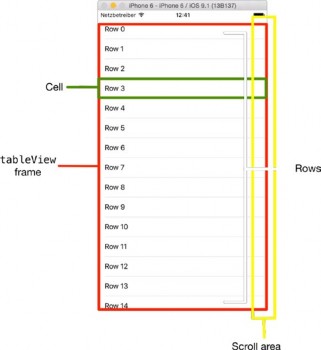 iPhone 6 - iPhone 6 / iOS 9.1 (13B137)
Netzbetreiber 12:41
Row 0
Row 1
Row 2
Row 3
Row 4
Row 5
Row 6
Row 7
Row 8
Row 9
Row 10
Row 11
Row 12
Row 13
Row 14
Cell
tableView
frame
Rows
Scroll area